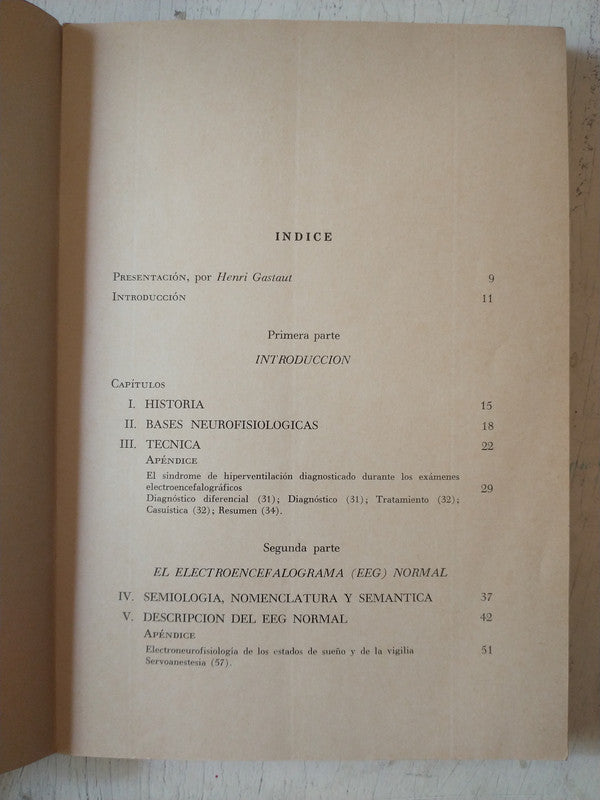 INDICE
PRESENTACIÓN, por Henri Gastaut 9
INTRODUCCIÓN 11
Primera parte
INTRODUCCION
CAPÍTULOS
I. HISTORIA 15
II. BASES NEUROFISIOLOGICAS 18
III. TECNICA 22
APÉNDICE
El síndrome de hiperventilación diagnosticado durante los exámenes
electroencefalográficos 29
Diagnóstico diferencial (31); Diagnóstico (31); Tratamiento (32);
Casuística (32); Resumen (34).
Segunda parte
EL ELECTROENCEFALOGRAMA (EEG) NORMAL
IV. SEMIOLOGIA, NOMENCLATURA Y SEMANTICA 37
V. DESCRIPCION DEL EEG NORMAL 42
APÉNDICE
Electroneurofisiología de los estados de sueño y de la vigilia 51
Servoanestesia (57).